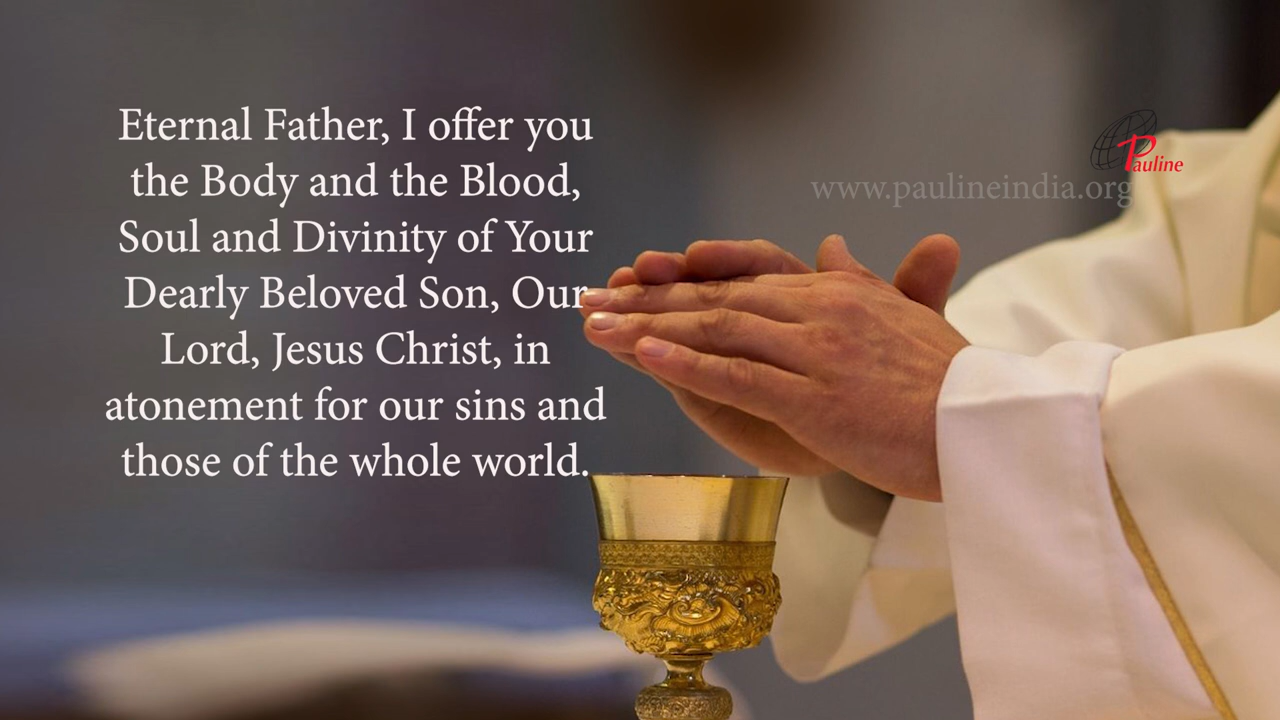 Eternal Father, I offer you
the Body and the Blood,
Soul and Divinity of Your
Dearly Beloved Son, Our
Lord, Jesus Christ, in
atonement for our sins and
those of the whole world.
Pauline
www.paulineindia.org